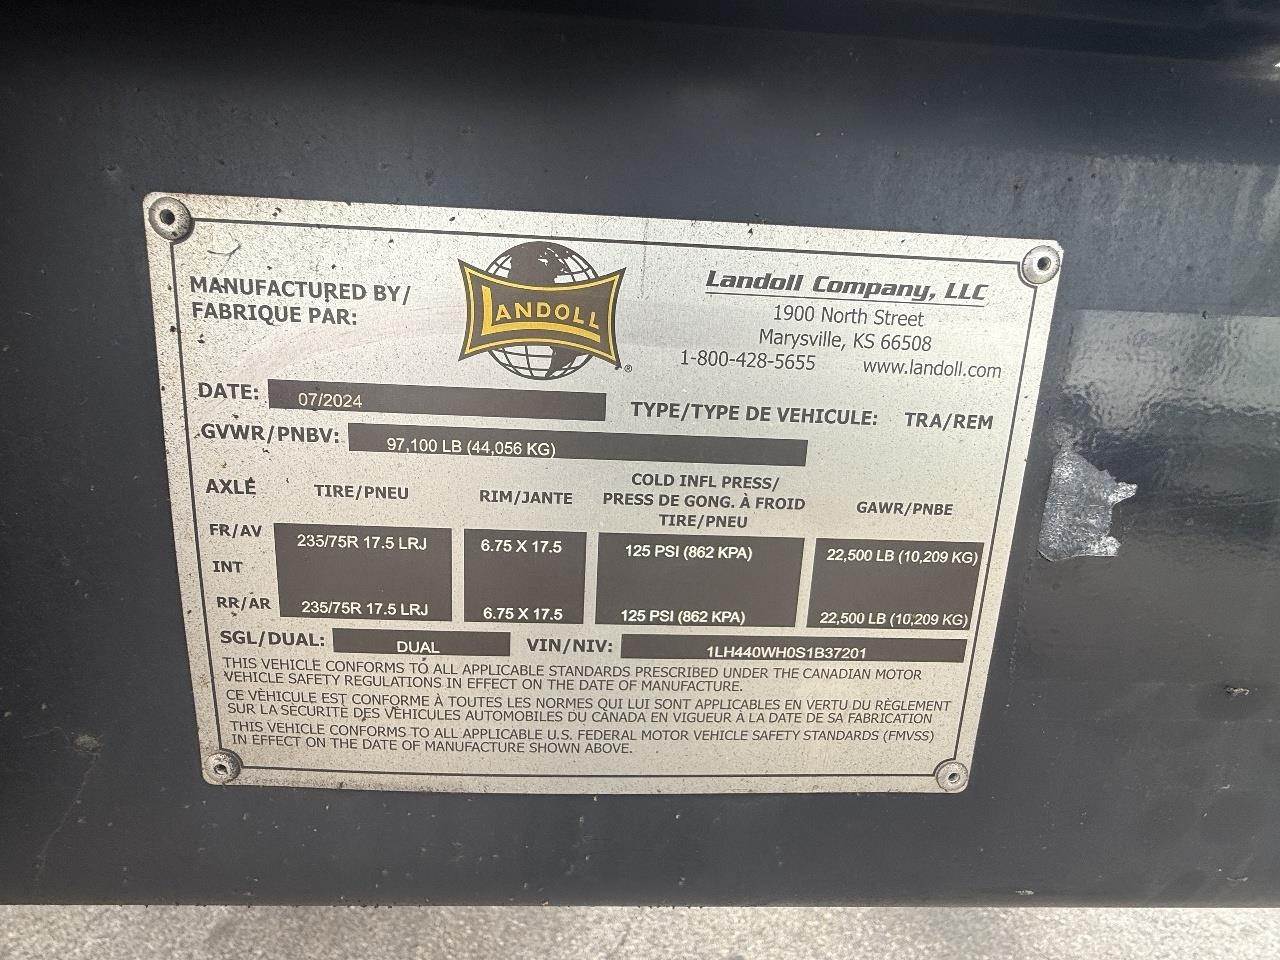 MANUFACTURED BY/
FABRIQUE PAR:
LANDOLL
®
Landoll Company, LLC
1900 North Street
Marysville, KS 66508
1-800-428-5655 www.landoll.com
DATE: 07/2024
TYPE/TYPE DE VEHICULE: TRA/REM
GVWR/PNBV: 97,100 LB (44,056 KG)
AXLE TIRE/PNEU RIM/JANTE COLD INFL PRESS/
PRESS DE GONG. À FROID
TIRE/PNEU GAWR/PNBE
FR/AV 235/75R 17.5 LRJ 6.75 X 17.5 125 PSI (862 KPA) 22,500 LB (10,209 KG)
INT
RR/AR 235/75R 17.5 LRJ 6.75 X 17.5 125 PSI (862 KPA) 22,500 LB (10,209 KG)
SGL/DUAL: DUAL VIN/NIV: 1LH440WH0S1B37201
THIS VEHICLE CONFORMS TO ALL APPLICABLE STANDARDS PRESCRIBED UNDER THE CANADIAN MOTOR
VEHICLE SAFETY REGULATIONS IN EFFECT ON THE DATE OF MANUFACTURE.
CE VÉHICULE EST CONFORME À TOUTES LES NORMES QUI LUI SONT APPLICABLES EN VERTU DU RÈGLEMENT
SUR LA SÉCURITÉ DES VÉHICULES AUTOMOBILES DU CANADA EN VIGUEUR À LA DATE DE SA FABRICATION
THIS VEHICLE CONFORMS TO ALL APPLICABLE U.S. FEDERAL MOTOR VEHICLE SAFETY STANDARDS (FMVSS)
IN EFFECT ON THE DATE OF MANUFACTURE SHOWN ABOVE.